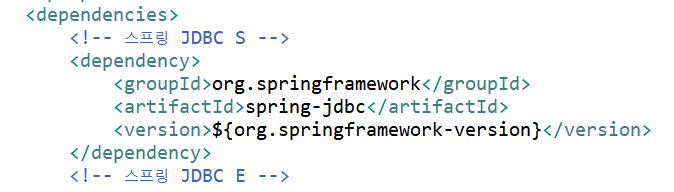 <dependencies>
<!-- 스프링 JDBC S -->
<dependency>
<groupId>org.springframework</groupId>
<artifactId>spring-jdbc</artifactId>
<version>${org.springframework-version}</version>
</dependency>
<!-- 스프링 JDBC E -->